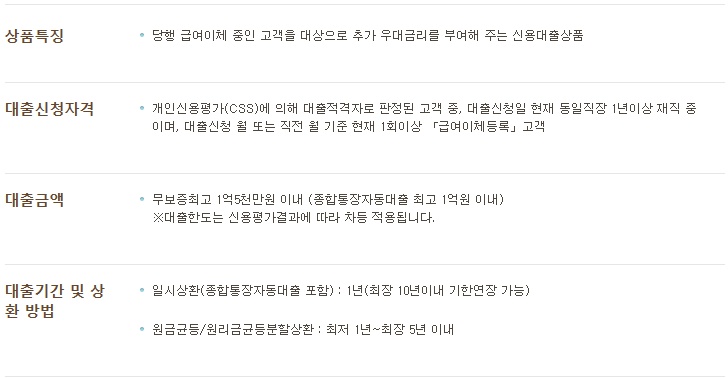 상품특징
당행 급여이체 중인 고객을 대상으로 추가 우대금리를 부여해 주는 신용대출상품
대출신청자격
개인신용평가(CSS)에 의해 대출적격자로 판정된 고객 중, 대출신청일 현재 동일직장 1년이상 재직 중
이며, 대출신청 월 또는 직전 월 기준 현재 1회이상 「급여이체등록」고객
대출금액
무보증최고 1억5천만원 이내 (종합통장자동대출 최고 1억원 이내)
※대출한도는 신용평가결과에 따라 차등 적용됩니다.
대출기간 및 상
환 방법
일시상환(종합통장자동대출 포함) : 1년(최장 10년이내 기한연장 가능)
원금균등/원리금균등분할상환 : 최저 1년~최장 5년 이내